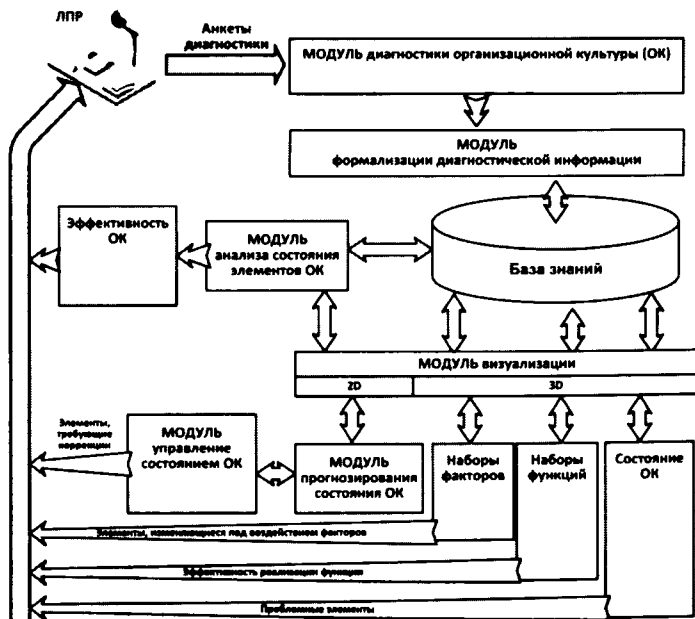 ЛПР
Анкеты
диагностики
МОДУЛЬ диагностики организационной культуры (ОК)
МОДУЛЬ
формализации диагностической информации
Эффективность
ОК
МОДУЛЬ
анализа состояния
элементов ОК
База знаний
МОДУЛЬ визуализации
2D
3D
Элементы,
требующие
коррекции
МОДУЛЬ
управление
состоянием ОК
МОДУЛЬ
прогнозирования
состояния ОК
Наборы
факторов
Наборы
функций
Состояние
ОК
Элементы, изменяющиеся под воздействием факторов
Эффективность реализации функции
Проблемные элементы